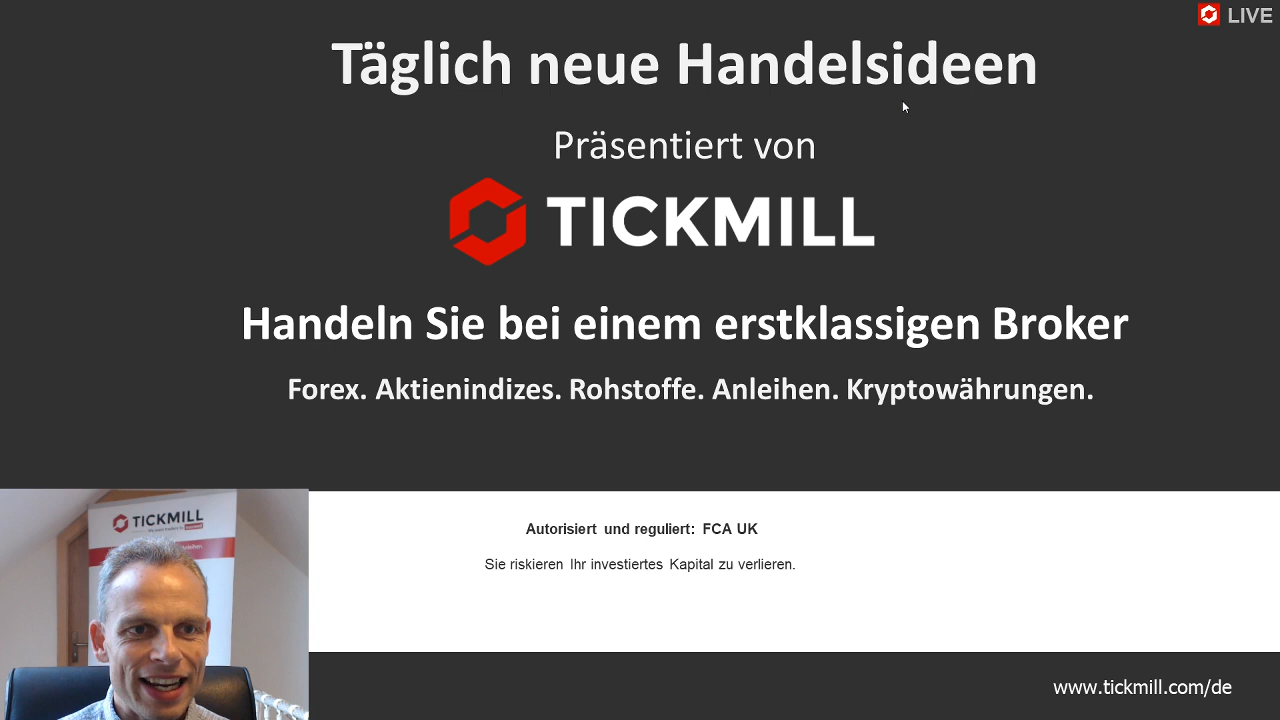 LIVE
Täglich neue Handelsideen
Präsentiert von
TICKMILL
Handeln Sie bei einem erstklassigen Broker
Forex. Aktienindizes. Rohstoffe. Anleihen. Kryptowährungen.
TICKMILL
Autorisiert und reguliert: FCA UK
Sie riskieren Ihr investiertes Kapital zu verlieren.
www.tickmill.com/de